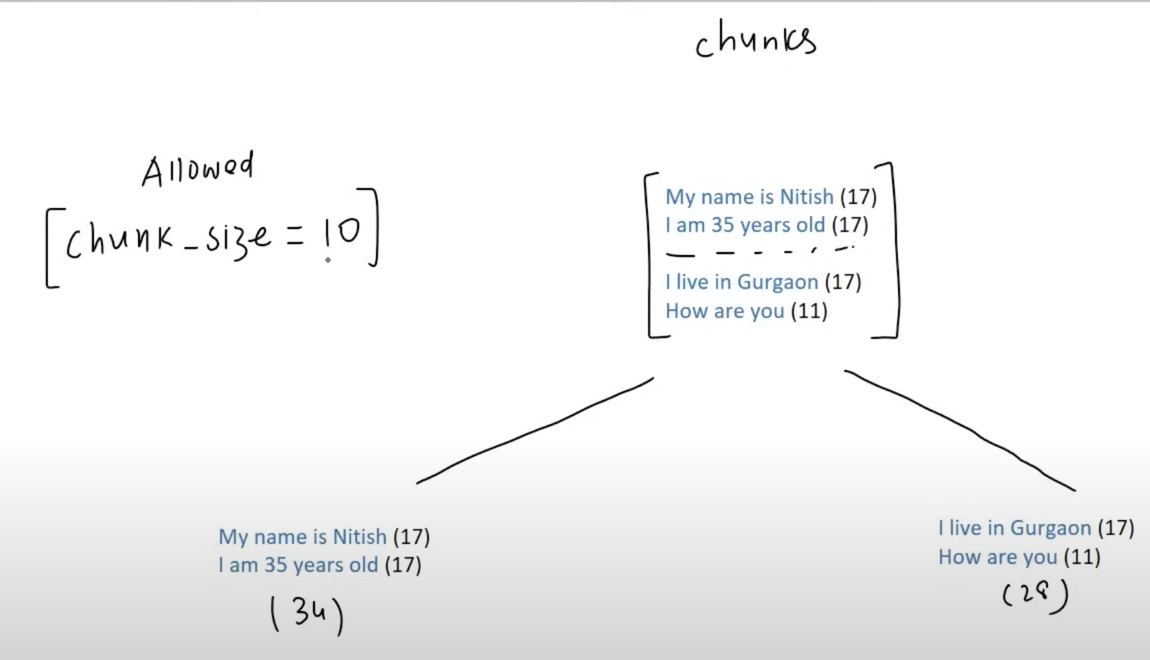 chunks
Allowed
[chunk_size = 10]
My name is Nitish (17)
I am 35 years old (17)
I live in Gurgaon (17)
How are you (11)
My name is Nitish (17)
I am 35 years old (17)
(34)
I live in Gurgaon (17)
How are you (11)
(28)